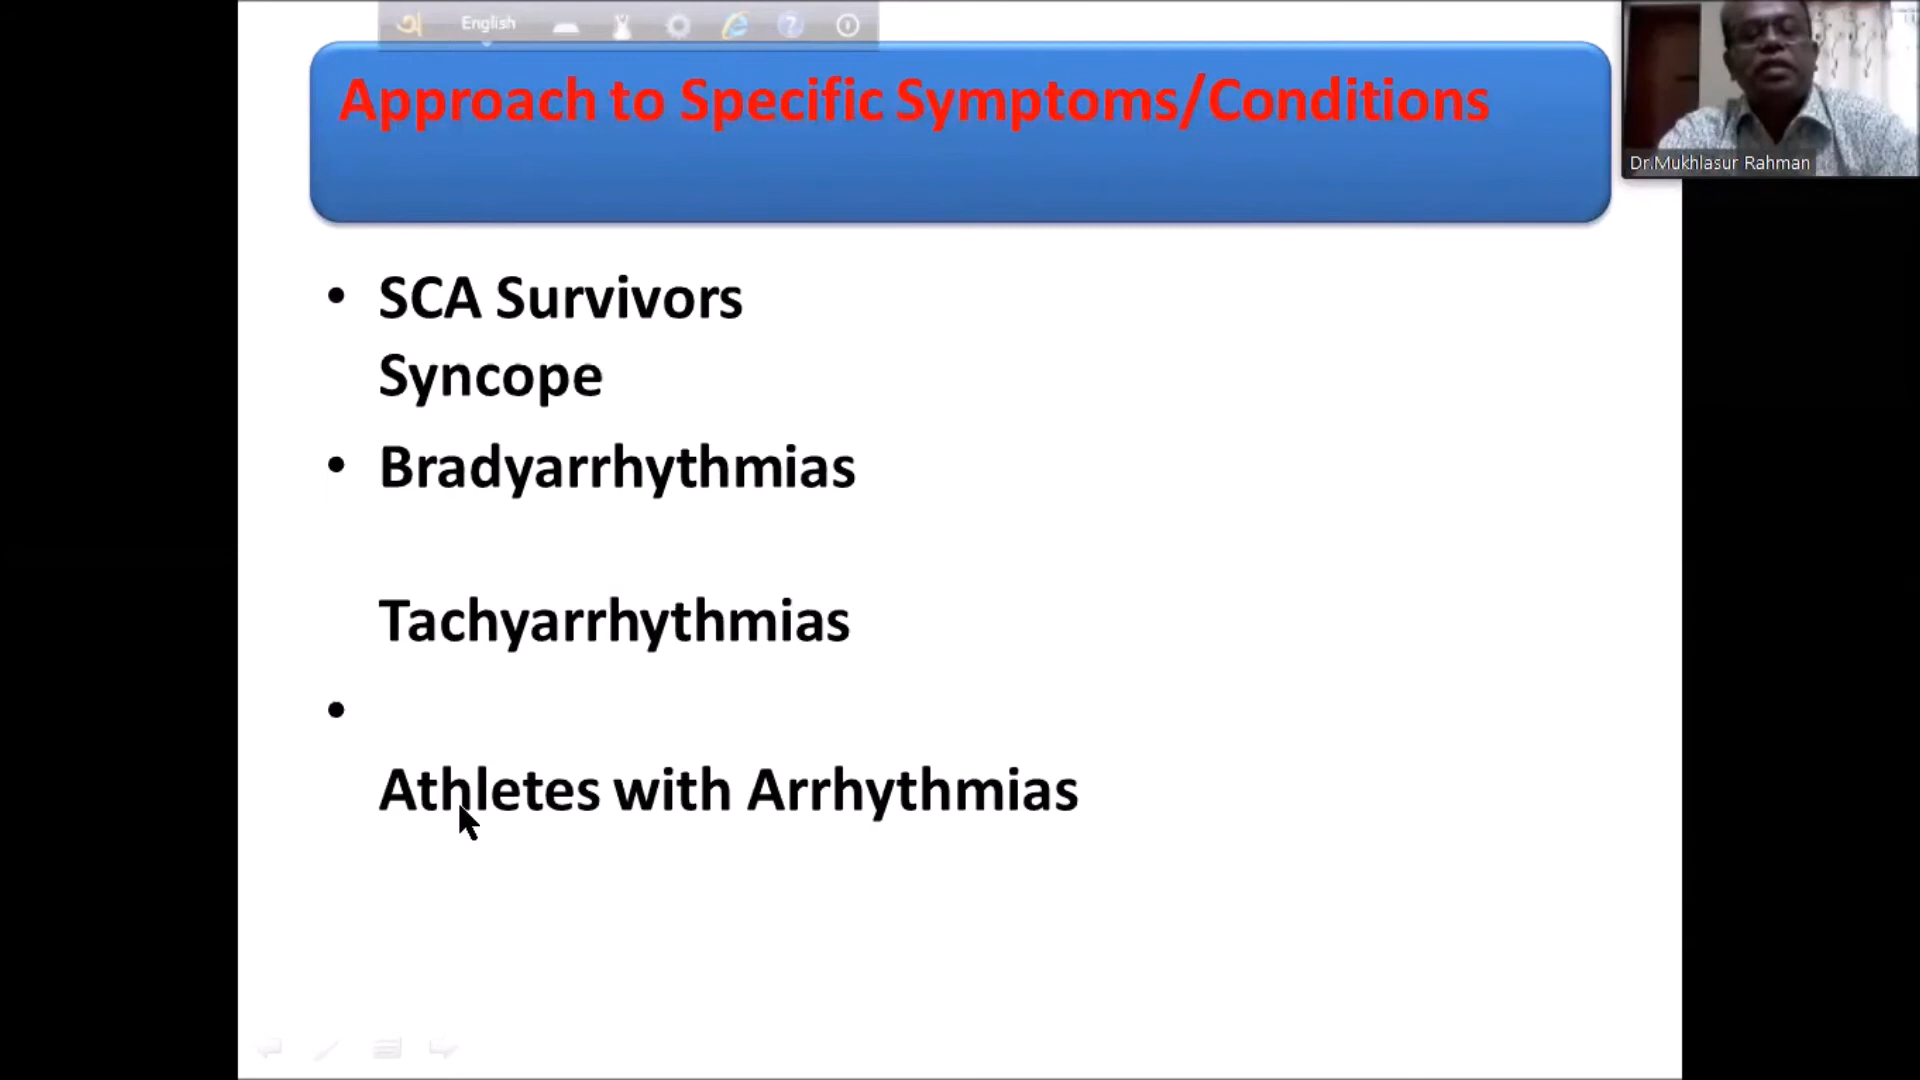 অ English
Approach to Specific Symptoms/Conditions
Dr.Mukhlasur Rahman
• SCA Survivors
Syncope
• Bradyarrhythmias
Tachyarrhythmias
•
Athletes with Arrhythmias